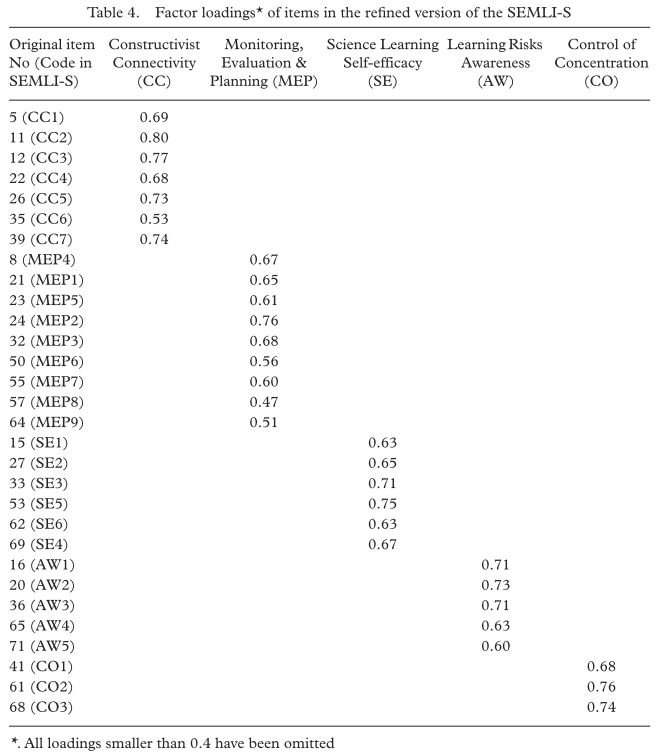 Table 4. Factor loadings* of items in the refined version of the SEMLI-S
Original item Constructivist Monitoring, Science Learning Learning Risks Control of
No (Code in Connectivity Evaluation & Self-efficacy Awareness Concentration
SEMLI-S) (CC) Planning (MEP) (SE) (AW) (CO)
5 (CC1) 0.69
11 (CC2) 0.80
12 (CC3) 0.77
22 (CC4) 0.68
26 (CC5) 0.73
35 (CC6) 0.53
39 (CC7) 0.74
8 (MEP4) 0.67
21 (MEP1) 0.65
23 (MEP5) 0.61
24 (MEP2) 0.76
32 (MEP3) 0.68
50 (MEP6) 0.56
55 (MEP7) 0.60
57 (MEP8) 0.47
64 (MEP9) 0.51
15 (SE1) 0.63
27 (SE2) 0.65
33 (SE3) 0.71
53 (SE5) 0.75
62 (SE6) 0.63
69 (SE4) 0.67
16 (AW1) 0.71
20 (AW2) 0.73
36 (AW3) 0.71
65 (AW4) 0.63
71 (AW5) 0.60
41 (CO1) 0.68
61 (CO2) 0.76
68 (CO3) 0.74
*. All loadings smaller than 0.4 have been omitted